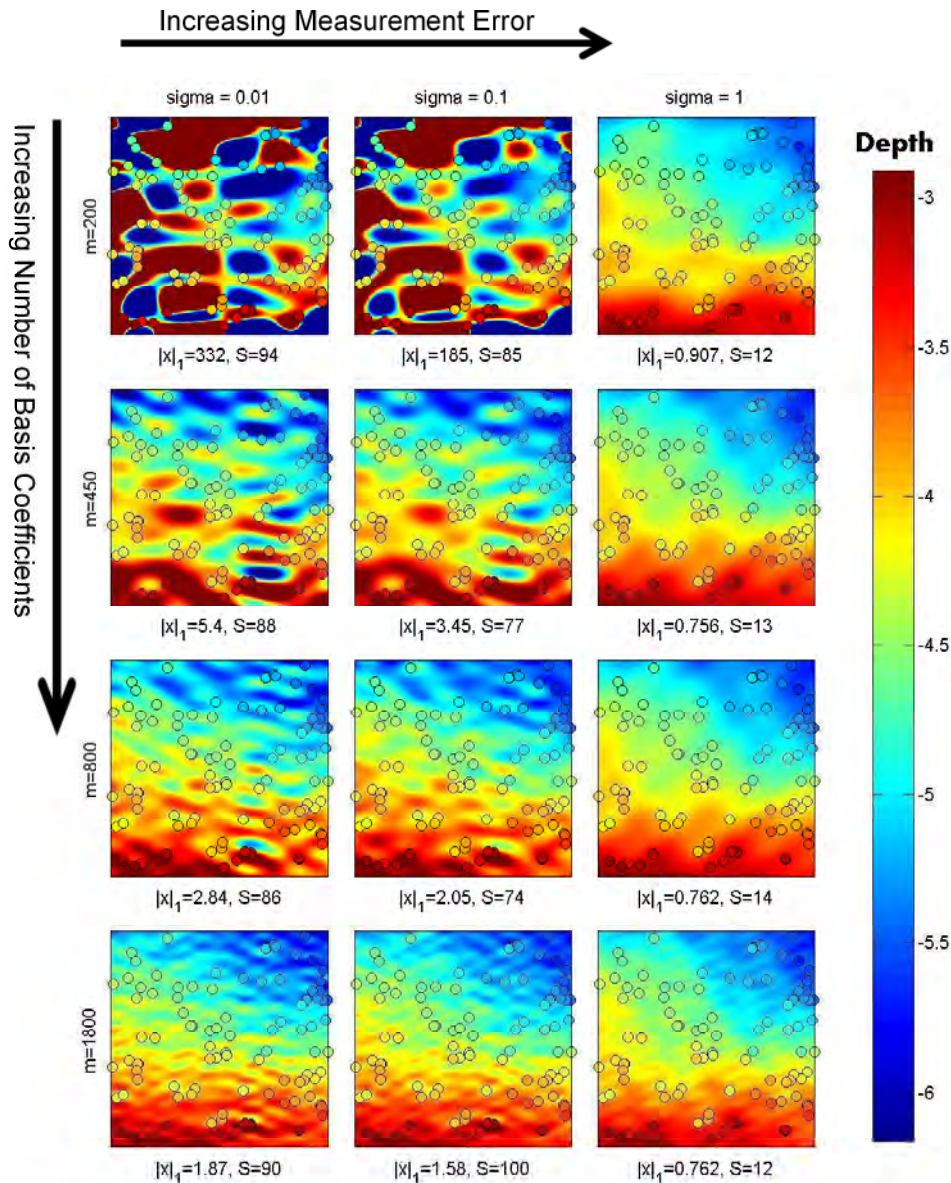 Increasing Measurement Error
Increasing Number of Basis Coefficients
sigma = 0.01
sigma = 0.1
sigma = 1
Depth
m=200
|x|1=332, S=94
|x|1=185, S=85
|x|1=0.907, S=12
m=450
|x|1=5.4, S=88
|x|1=3.45, S=77
|x|1=0.756, S=13
m=800
|x|1=2.84, S=86
|x|1=2.05, S=74
|x|1=0.762, S=14
m=1800
|x|1=1.87, S=90
|x|1=1.58, S=100
|x|1=0.762, S=12
-3
-3.5
-4
-4.5
-5
-5.5
-6